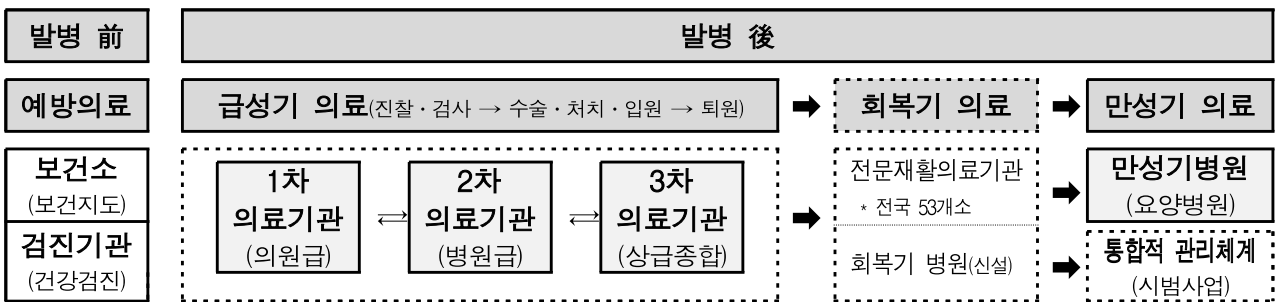 발병 前
발병 後
예방의료
급성기 의료(진찰·검사 → 수술·처치·입원 → 퇴원)
➡
회복기 의료
➡
만성기 의료
보건소
(보건지도)
검진기관
(건강검진)
1차
의료기관
(의원급)
⇄
2차
의료기관
(병원급)
⇄
3차
의료기관
(상급종합)
➡
전문재활의료기관
* 전국 53개소
회복기 병원(신설)
➡
만성기병원
(요양병원)
➡
통합적 관리체계
(시범사업)